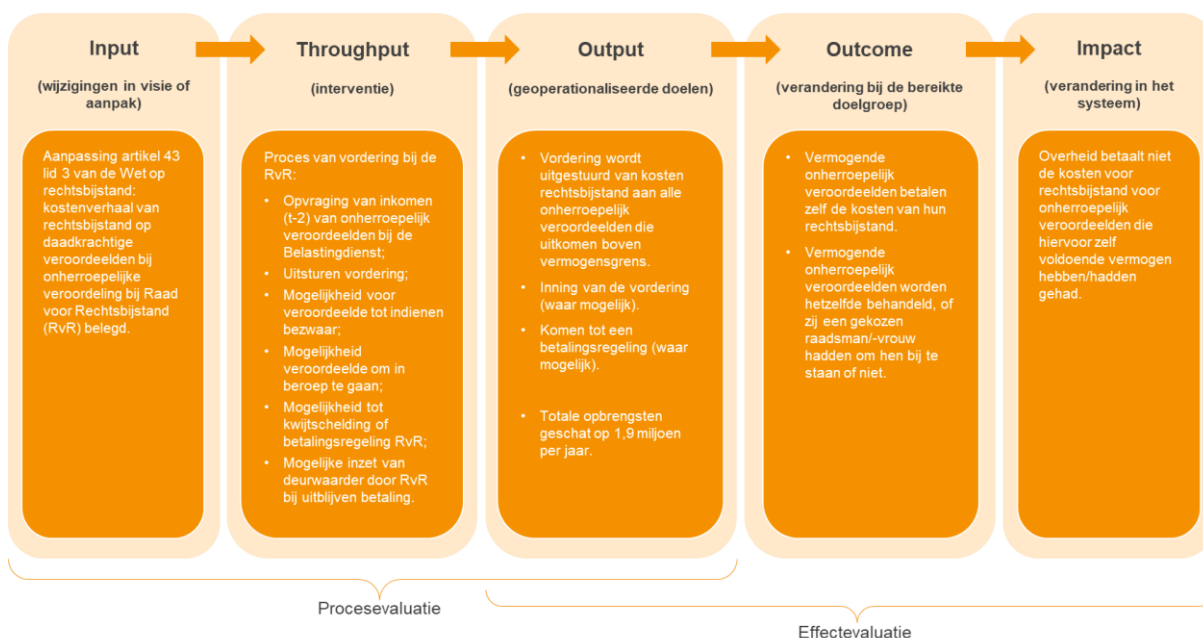 Input
(wijzigingen in visie of
aanpak)
Aanpassing artikel 43
lid 3 van de Wet op
rechtsbijstand:
kostenverhaal van
rechtsbijstand op
daadkrachtige
veroordeelden bij
onherroepelijke
veroordeling bij Raad
voor Rechtsbijstand
(RvR) belegd.
Throughput
(interventie)
Proces van vordering bij de
RvR:
• Opvraging van inkomen
(t-2) van onherroepelijk
veroordeelden bij de
Belastingdienst;
• Uitsturen vordering;
• Mogelijkheid voor
veroordeelde tot indienen
bezwaar;
• Mogelijkheid
veroordeelde om in
beroep te gaan;
• Mogelijkheid tot
kwijtschelding of
betalingsregeling RvR;
• Mogelijke inzet van
deurwaarder door RvR
bij uitblijven betaling.
Output
(geoperationaliseerde doelen)
• Vordering wordt
uitgestuurd van kosten
rechtsbijstand aan alle
onherroepelijk
veroordeelden die
uitkomen boven
vermogensgrens.
• Inning van de vordering
(waar mogelijk).
• Komen tot een
betalingsregeling (waar
mogelijk).
• Totale opbrengsten
geschat op 1,9 miljoen
per jaar.
Outcome
(verandering bij de bereikte
doelgroep)
• Vermogende
onherroepelijk
veroordeelden betalen
zelf de kosten van hun
rechtsbijstand.
• Vermogende
onherroepelijk
veroordeelden worden
hetzelfde behandeld, of
zij een gekozen
raadsman/-vrouw
hadden om hen bij te
staan of niet.
Impact
(verandering in het
systeem)
Overheid betaalt niet
de kosten voor
rechtsbijstand voor
onherroepelijk
veroordeelden die
hiervoor zelf
voldoende vermogen
hebben/hadden
gehad.
Procesevaluatie
Effectevaluatie